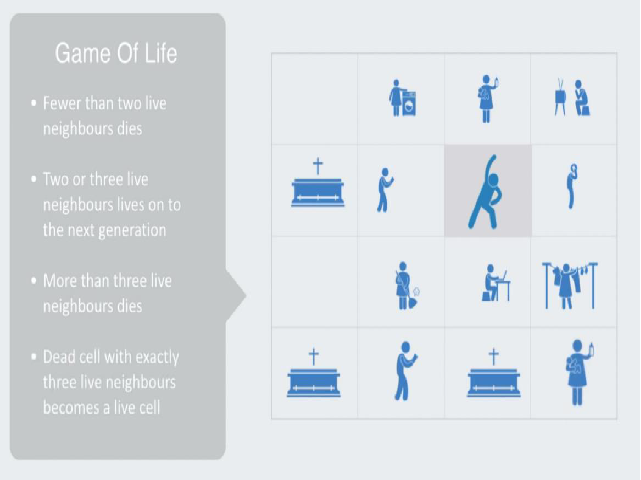 Game Of Life
• Fewer than two live
neighbours dies
• Two or three live
neighbours lives on to
the next generation
• More than three live
neighbours dies
• Dead cell with exactly
three live neighbours
becomes a live cell